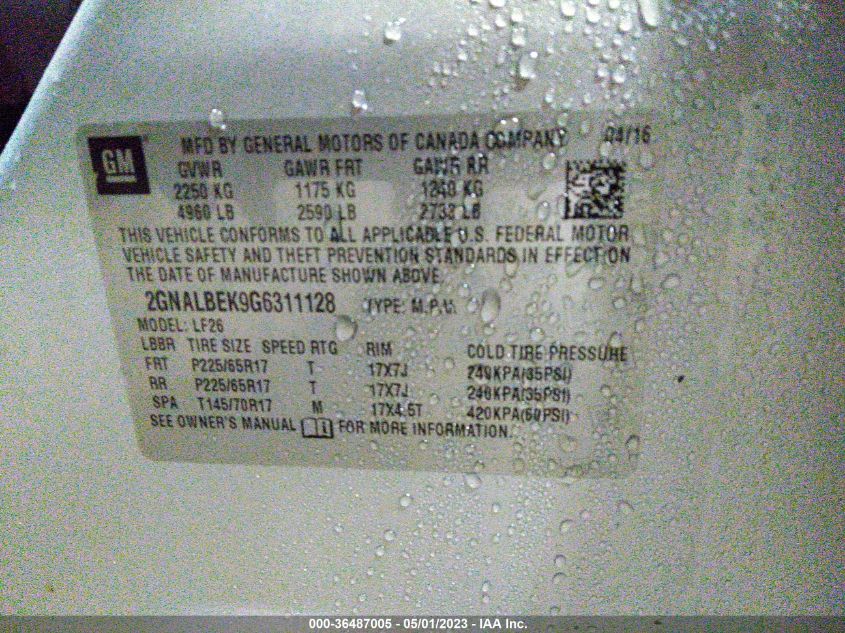 GM
MFD BY GENERAL MOTORS OF CANADA COMPANY 04/16
GVWR GAWR FRT GAWR RR
2250 KG 1175 KG 1240 KG
4960 LB 2590 LB 2733 LB
THIS VEHICLE CONFORMS TO ALL APPLICABLE U.S. FEDERAL MOTOR
VEHICLE SAFETY AND THEFT PREVENTION STANDARDS IN EFFECT ON
THE DATE OF MANUFACTURE SHOWN ABOVE.
2GNALBEK9G6311128 TYPE: M.P.V.
MODEL: LF26
LBBR TIRE SIZE SPEED RTG RIM COLD TIRE PRESSURE
FRT P225/65R17 T 17X7J 240KPA(35PSI)
RR P225/65R17 T 17X7J 240KPA(35PSI)
SPA T145/70R17 M 17X4.5T 420KPA(60PSI)
SEE OWNER'S MANUAL FOR MORE INFORMATION.
000-36487005 - 05/01/2023 - IAA Inc.